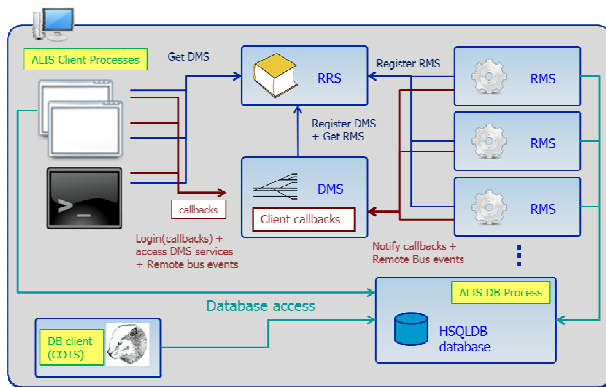 ALIS Client Processes
Get DMS
RRS
Register RMS
RMS
Register DMS
+ Get RMS
RMS
DMS
Client callbacks
callbacks
RMS
Login(callbacks) +
access DMS services
+ Remote bus events
Notify callbacks +
Remote Bus events
Database access
ALIS DB Process
HSQLDB
database
DB client
(COTS)